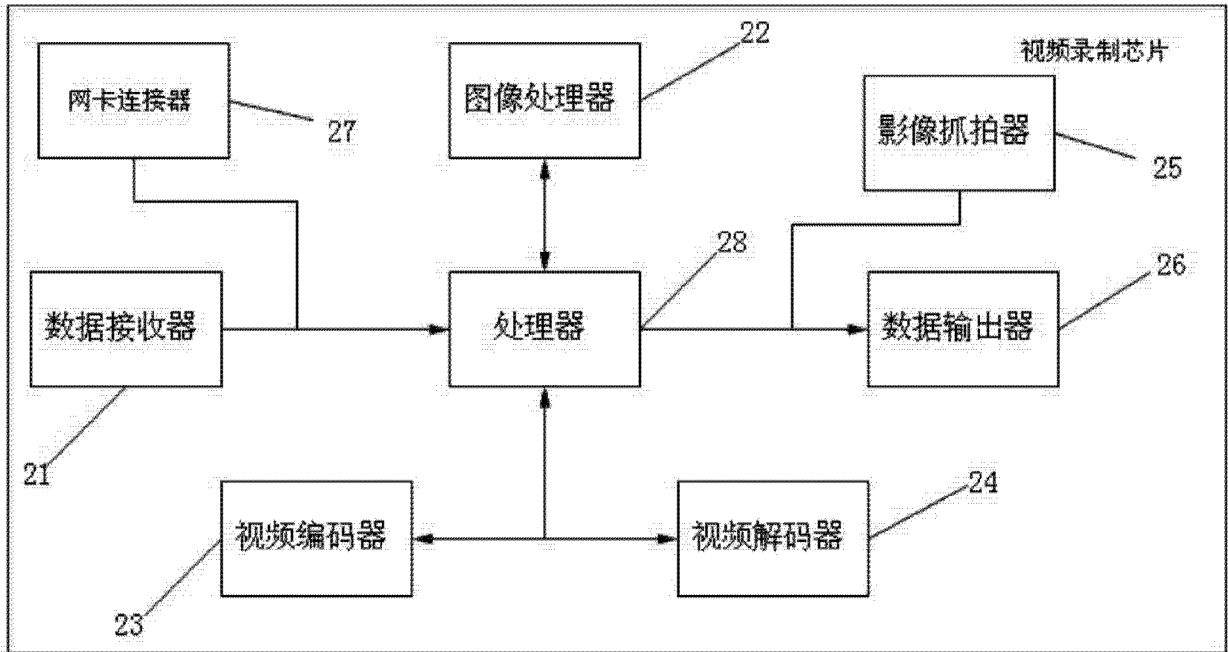 22
视频录制芯片
网卡连接器
图像处理器
影像抓拍器
27
25
28
26
数据接收器
处理器
数据输出器
21
24
视频编码器
视频解码器
23